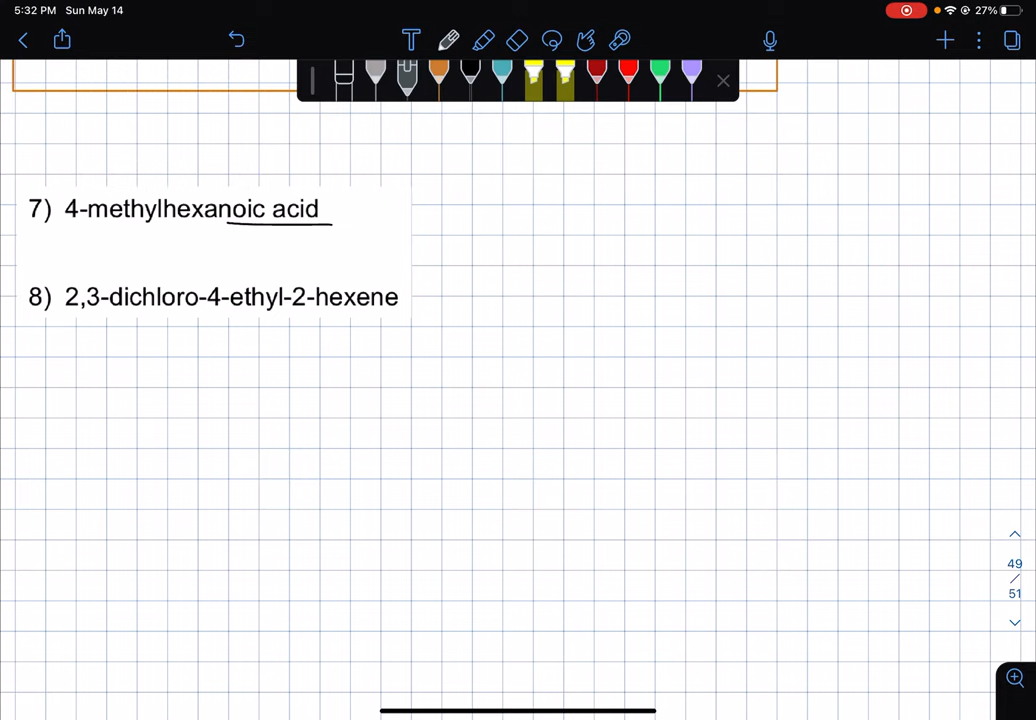 5:32 PM Sun May 14
27%
T
7) 4-methylhexanoic acid
8) 2,3-dichloro-4-ethyl-2-hexene
49
/
51